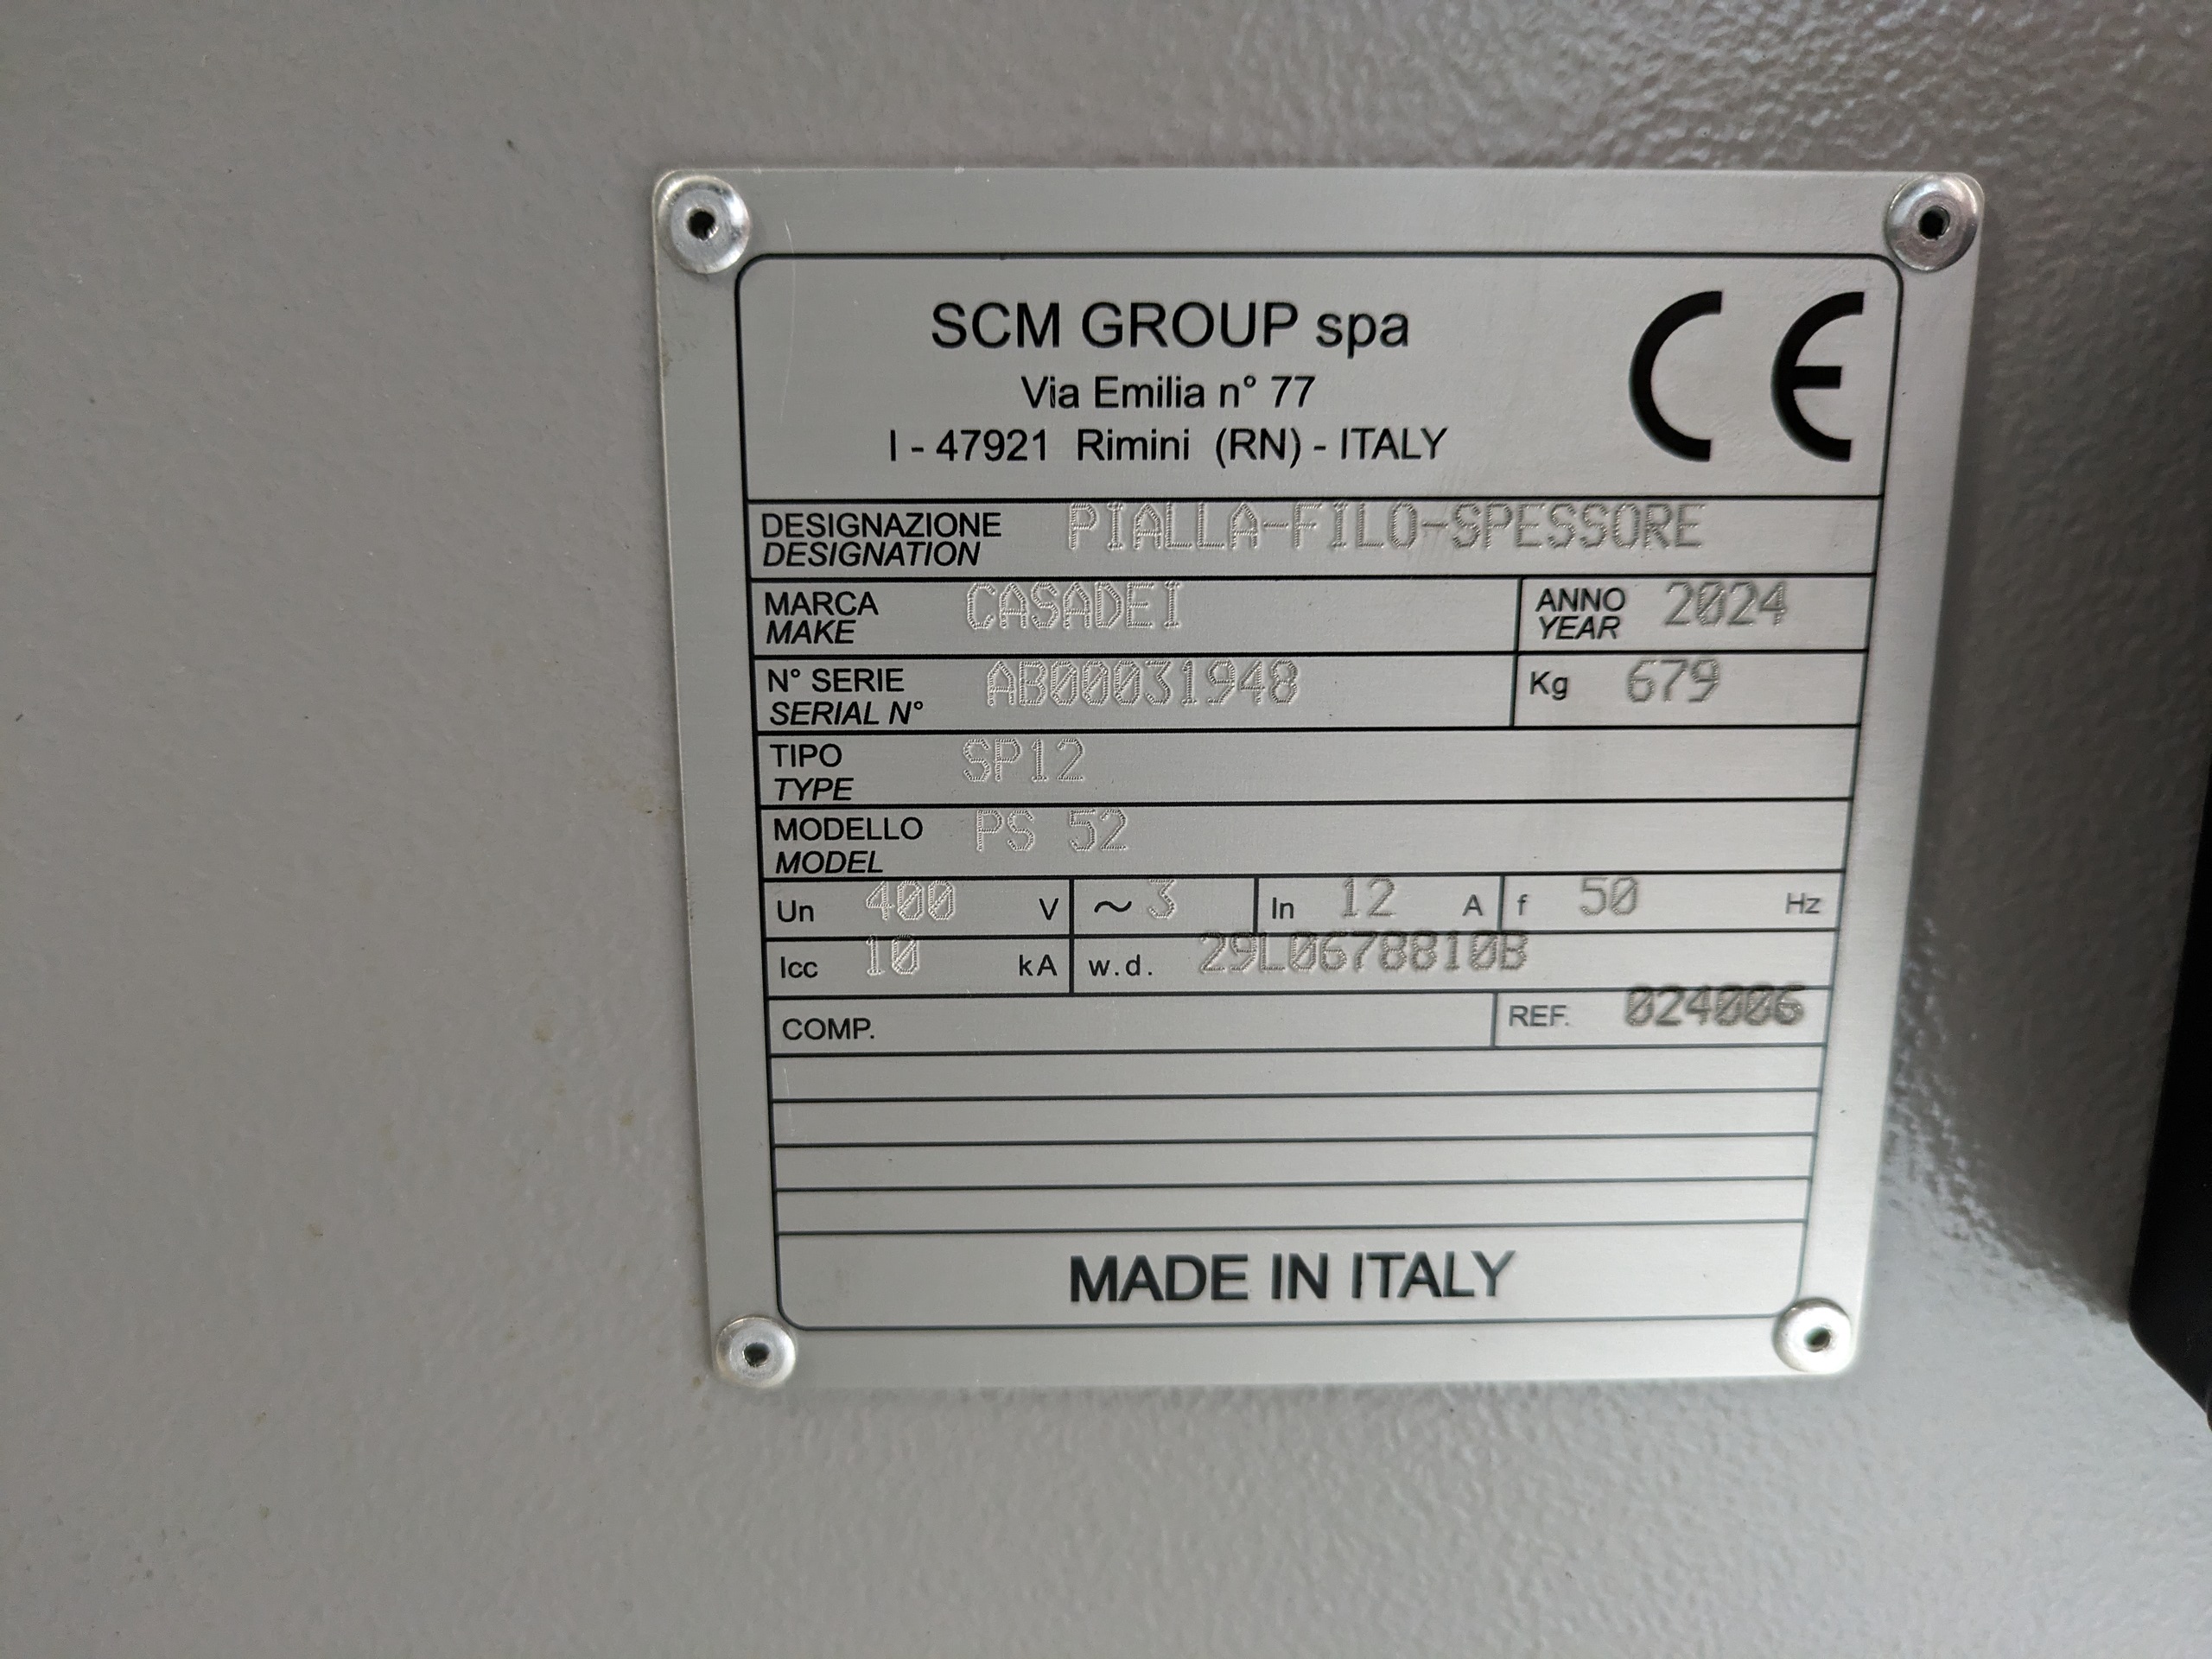 SCM GROUP spa
CE
Via Emilia n° 77
I - 47921 Rimini (RN) - ITALY
DESIGNAZIONE PIALLA-FILO-SPESSORE
DESIGNATION
MARCA CASADEI ANNO 2024
MAKE YEAR
N° SERIE AB00031948 Kg 679
SERIAL N°
TIPO SP12
TYPE
MODELLO PS 52
MODEL
Un 400 V ~ 3 In 12 A f 50 Hz
Icc 10 kA w.d. 29L0678810B
COMP. REF. 024006
MADE IN ITALY